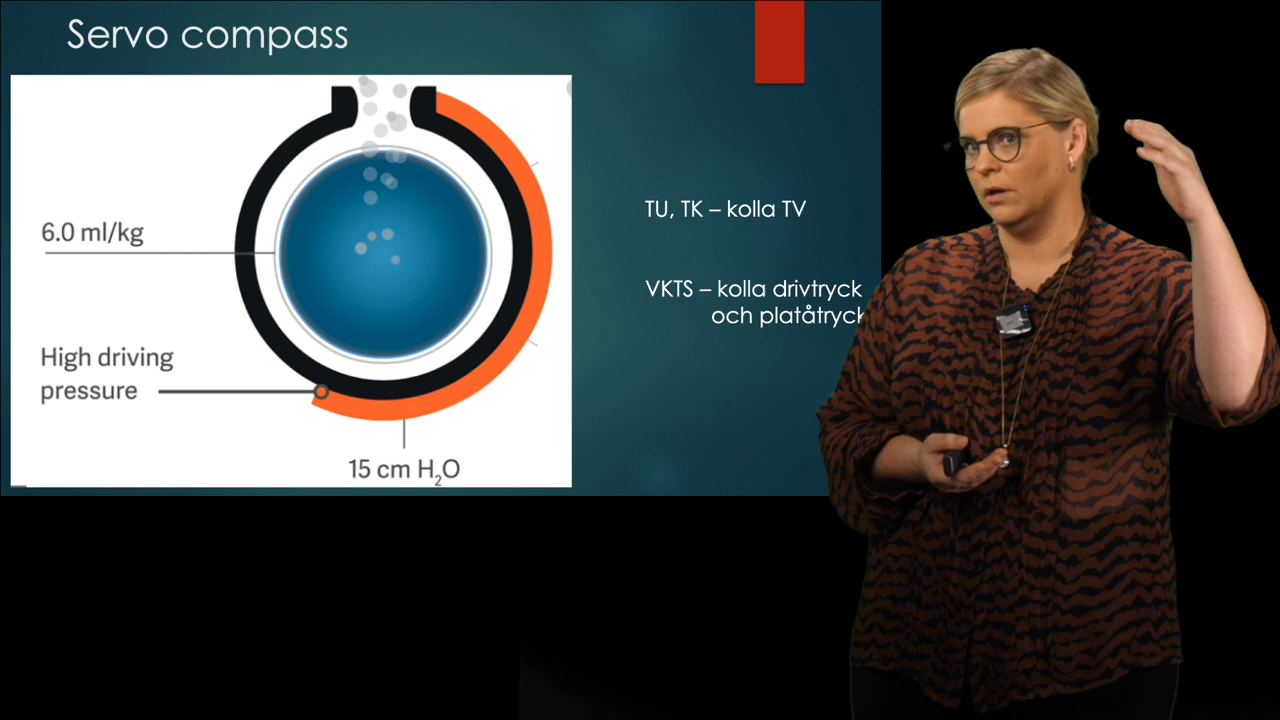 Servo compass
6.0 ml/kg
High driving
pressure
15 cm H₂O
TU, TK – kolla TV
VKTS – kolla drivtryck
och platåtryck